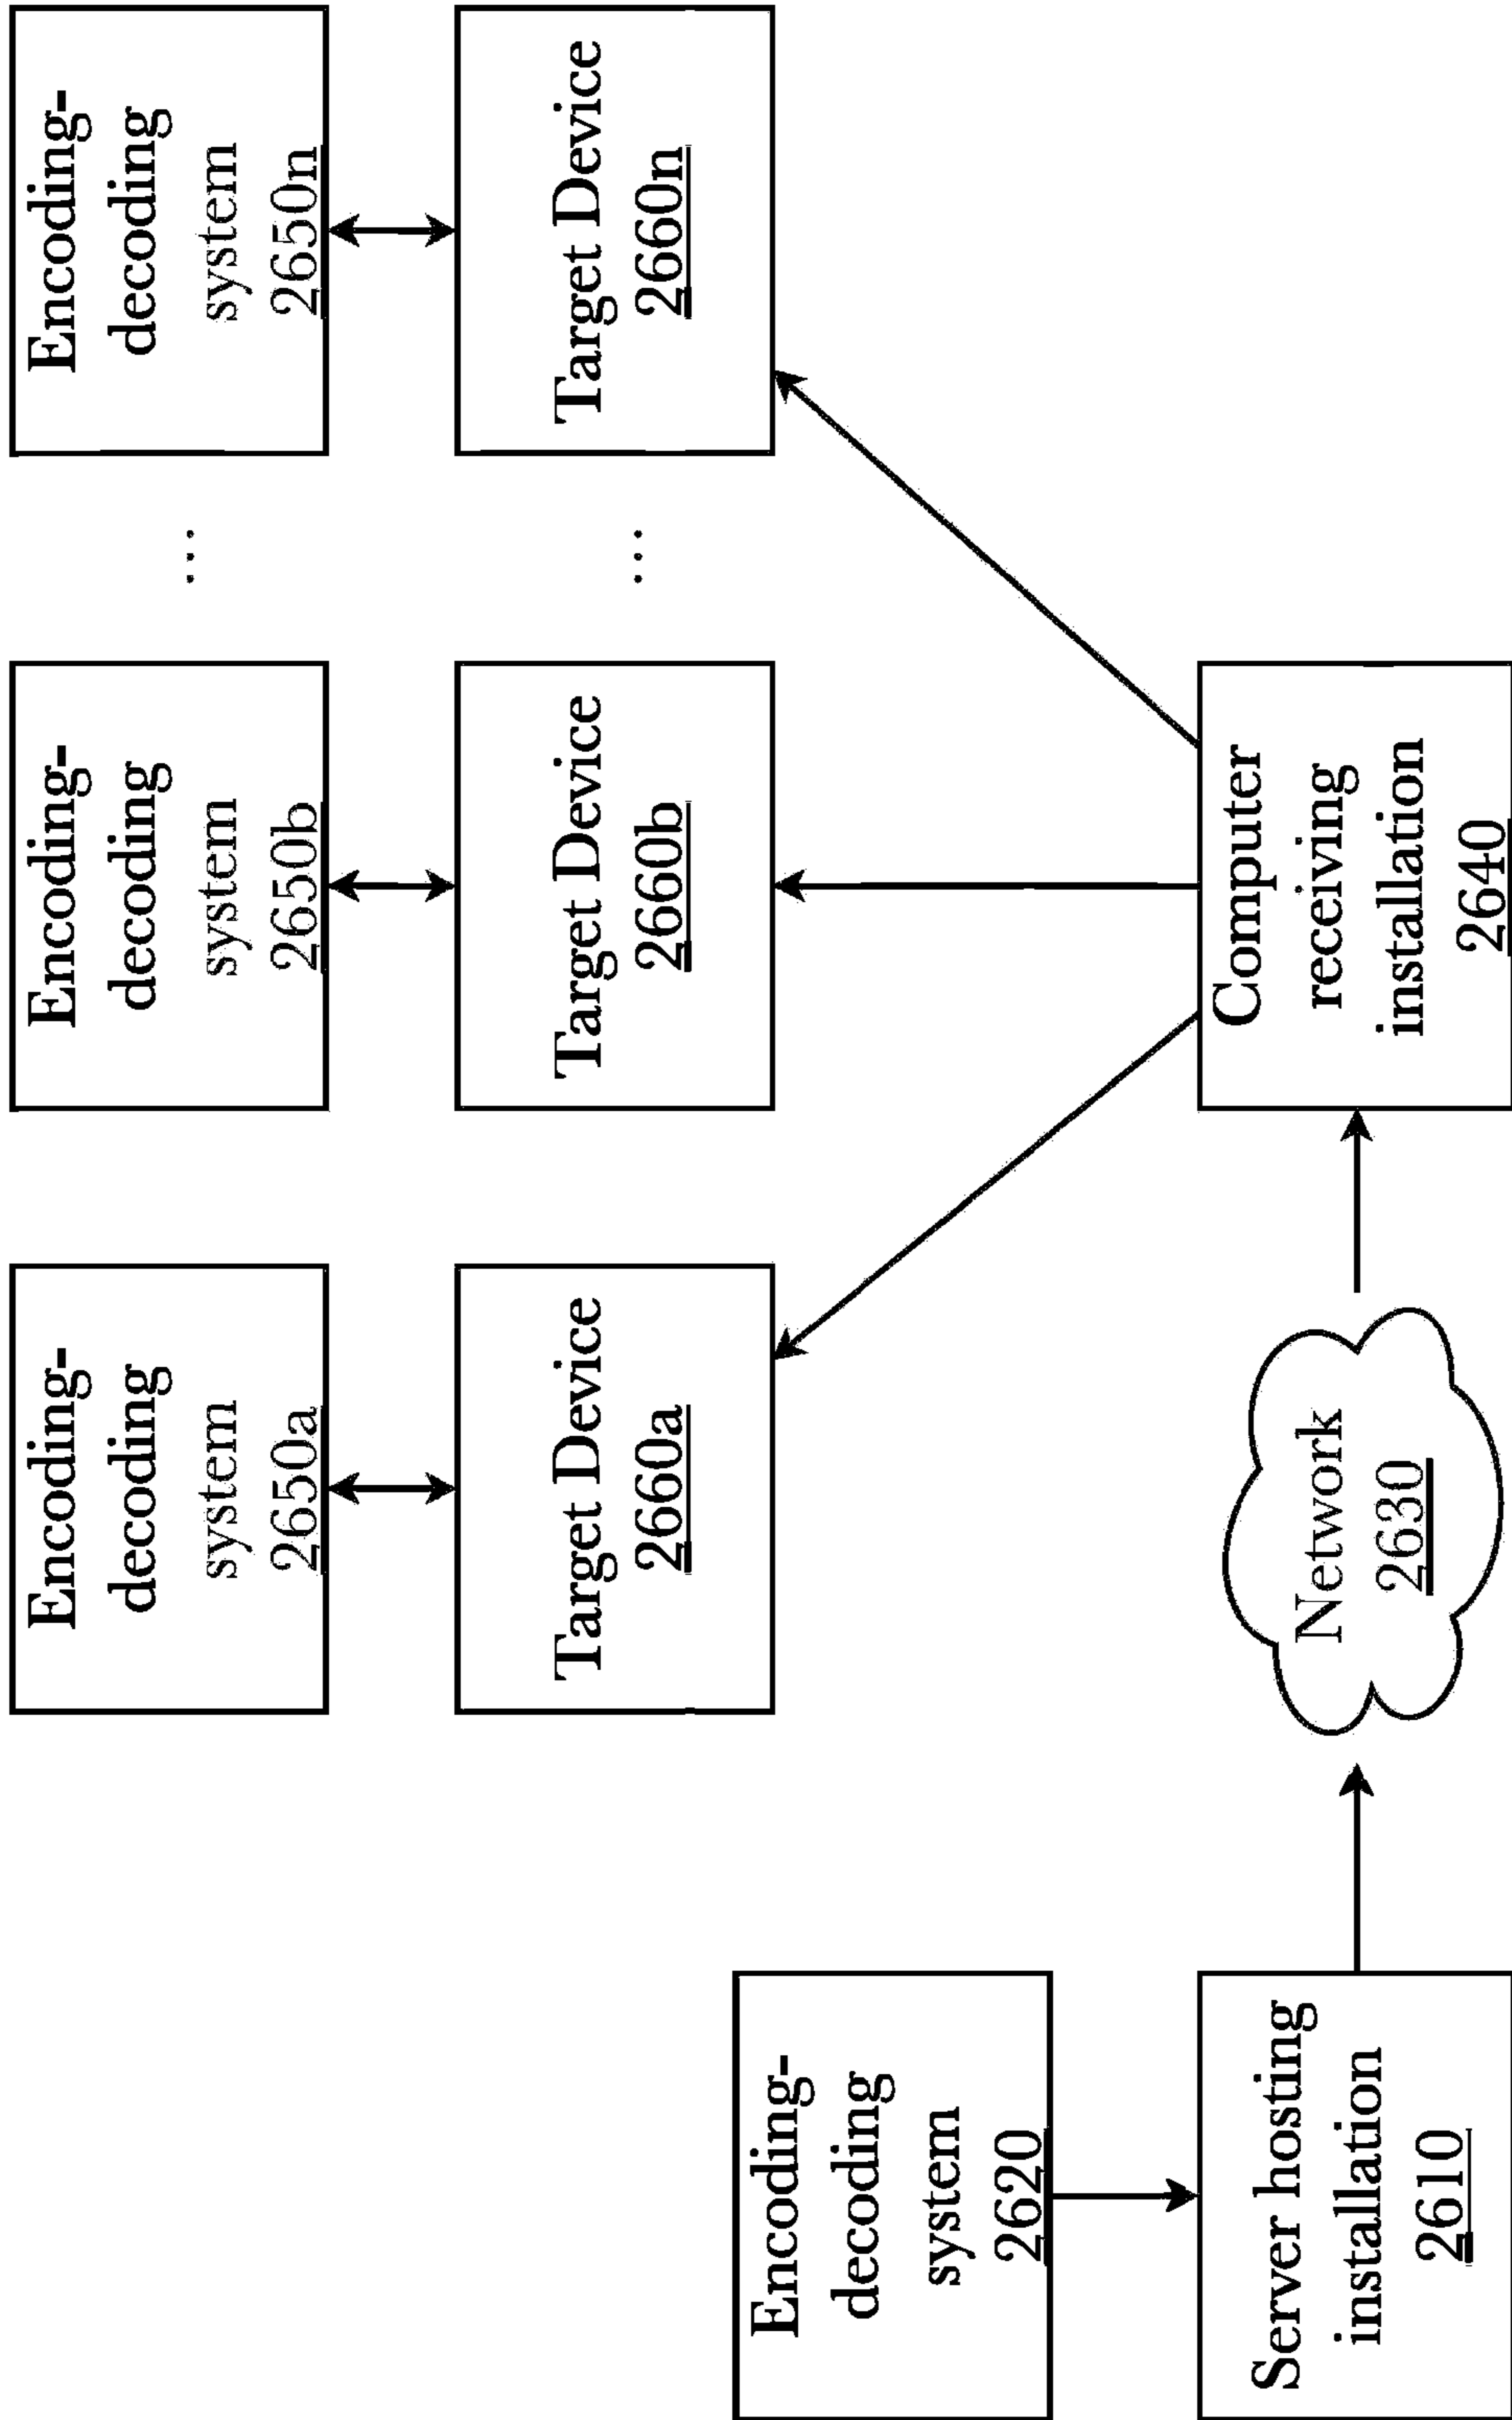 Encoding-
decoding
system
2650a
Encoding-
decoding
system
2650b
...
Encoding-
decoding
system
2650n
Target Device
2660a
Target Device
2660b
...
Target Device
2660n
Encoding-
decoding
system
2620
Server hosting
installation
2610
Network
2630
Computer
receiving
installation
2640